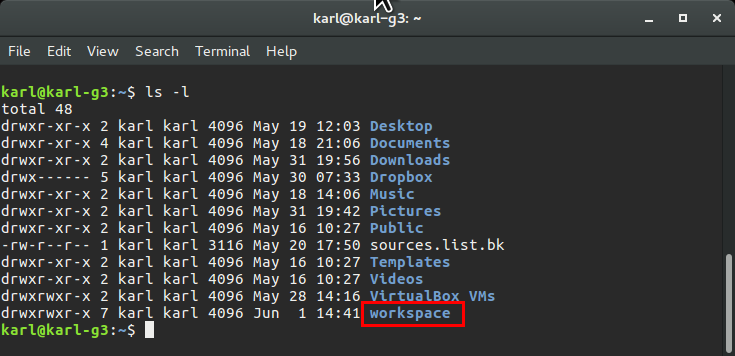 karl@karl-g3: ~
File Edit View Search Terminal Help
karl@karl-g3:~$ ls -l
total 48
drwxr-xr-x 2 karl karl 4096 May 19 12:03 Desktop
drwxr-xr-x 4 karl karl 4096 May 18 21:06 Documents
drwxr-xr-x 2 karl karl 4096 May 31 19:56 Downloads
drwx------ 5 karl karl 4096 May 30 07:33 Dropbox
drwxr-xr-x 2 karl karl 4096 May 18 14:06 Music
drwxr-xr-x 2 karl karl 4096 May 31 19:42 Pictures
drwxr-xr-x 2 karl karl 4096 May 16 10:27 Public
-rw-r--r-- 1 karl karl 3116 May 20 17:50 sources.list.bk
drwxr-xr-x 2 karl karl 4096 May 16 10:27 Templates
drwxr-xr-x 2 karl karl 4096 May 16 10:27 Videos
drwxrwxr-x 2 karl karl 4096 May 28 14:16 VirtualBox VMs
drwxrwxr-x 7 karl karl 4096 Jun  1 14:41 workspace
karl@karl-g3:~$